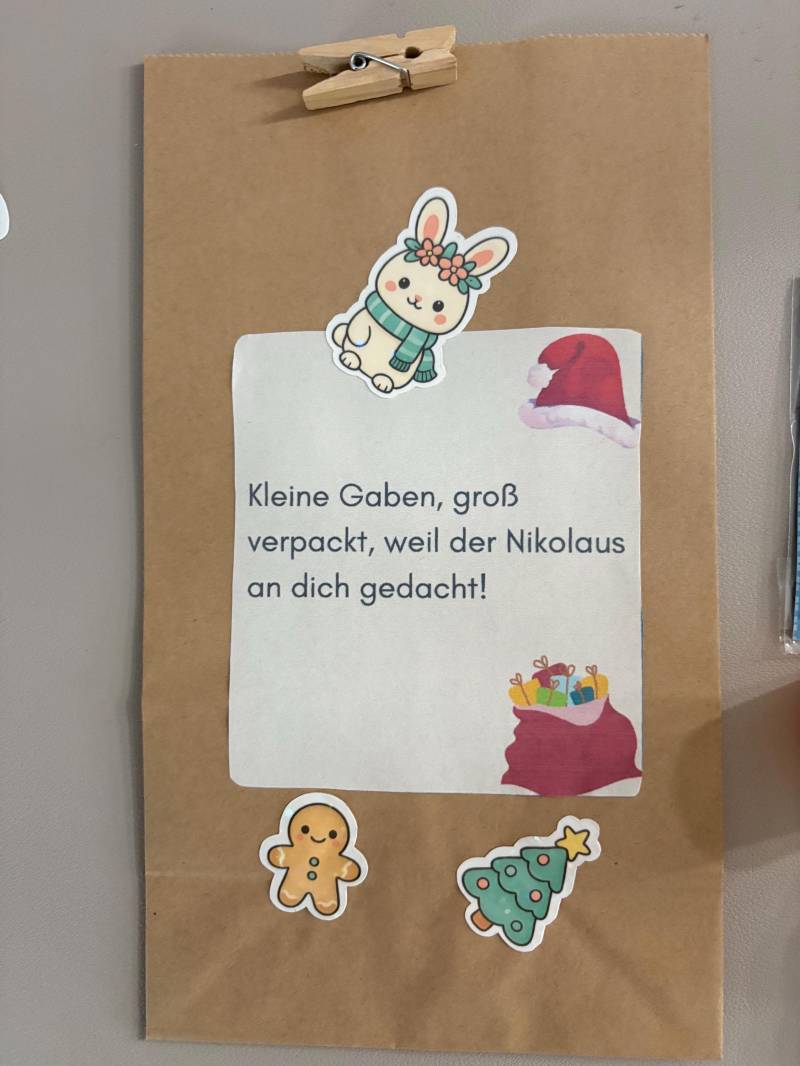 Kleine Gaben, groß
verpackt, weil der Nikolaus
an dich gedacht!